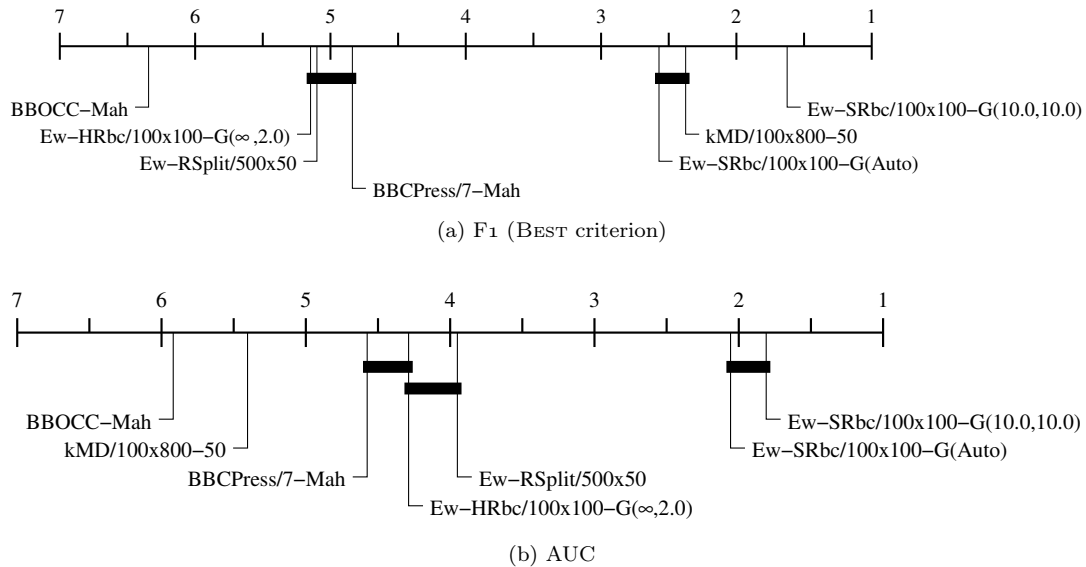 7 6 5 4 3 2 1
BBOCC−Mah
Ew−SRbc/100x100−G(10.0,10.0)
Ew−HRbc/100x100−G(∞,2.0)
kMD/100x800−50
Ew−RSplit/500x50
Ew−SRbc/100x100−G(Auto)
BBCPress/7−Mah
(a) F1 (Best criterion)
7 6 5 4 3 2 1
BBOCC−Mah
Ew−SRbc/100x100−G(10.0,10.0)
kMD/100x800−50
Ew−SRbc/100x100−G(Auto)
BBCPress/7−Mah
Ew−RSplit/500x50
Ew−HRbc/100x100−G(∞,2.0)
(b) AUC